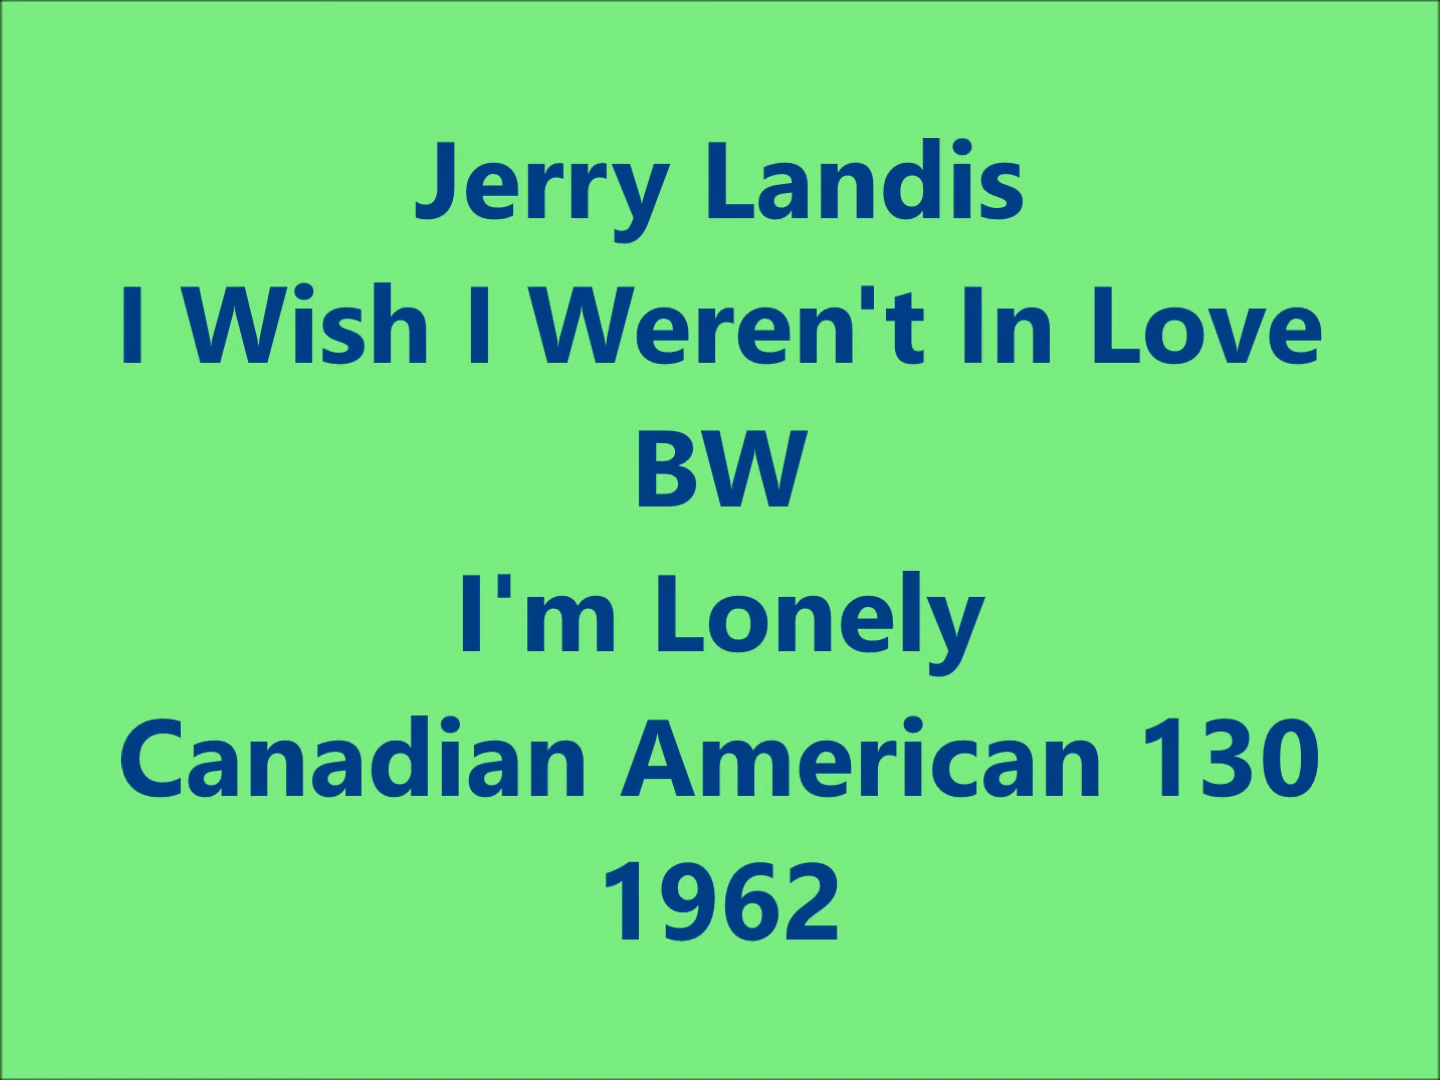 Jerry Landis
I Wish I Weren't In Love
BW
I'm Lonely
Canadian American 130
1962